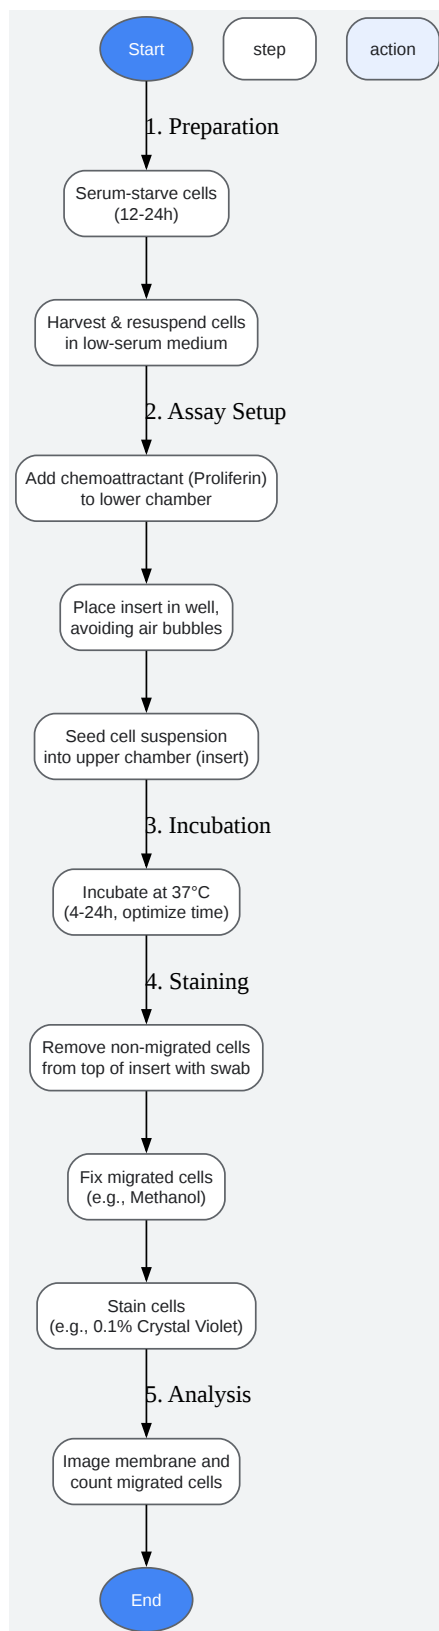 Start
step
action
1. Preparation
Serum-starve cells
(12-24h)
Harvest & resuspend cells
in low-serum medium
2. Assay Setup
Add chemoattractant (Proliferin)
to lower chamber
Place insert in well,
avoiding air bubbles
Seed cell suspension
into upper chamber (insert)
3. Incubation
Incubate at 37°C
(4-24h, optimize time)
4. Staining
Remove non-migrated cells
from top of insert with swab
Fix migrated cells
(e.g., Methanol)
Stain cells
(e.g., 0.1% Crystal Violet)
5. Analysis
Image membrane and
count migrated cells
End